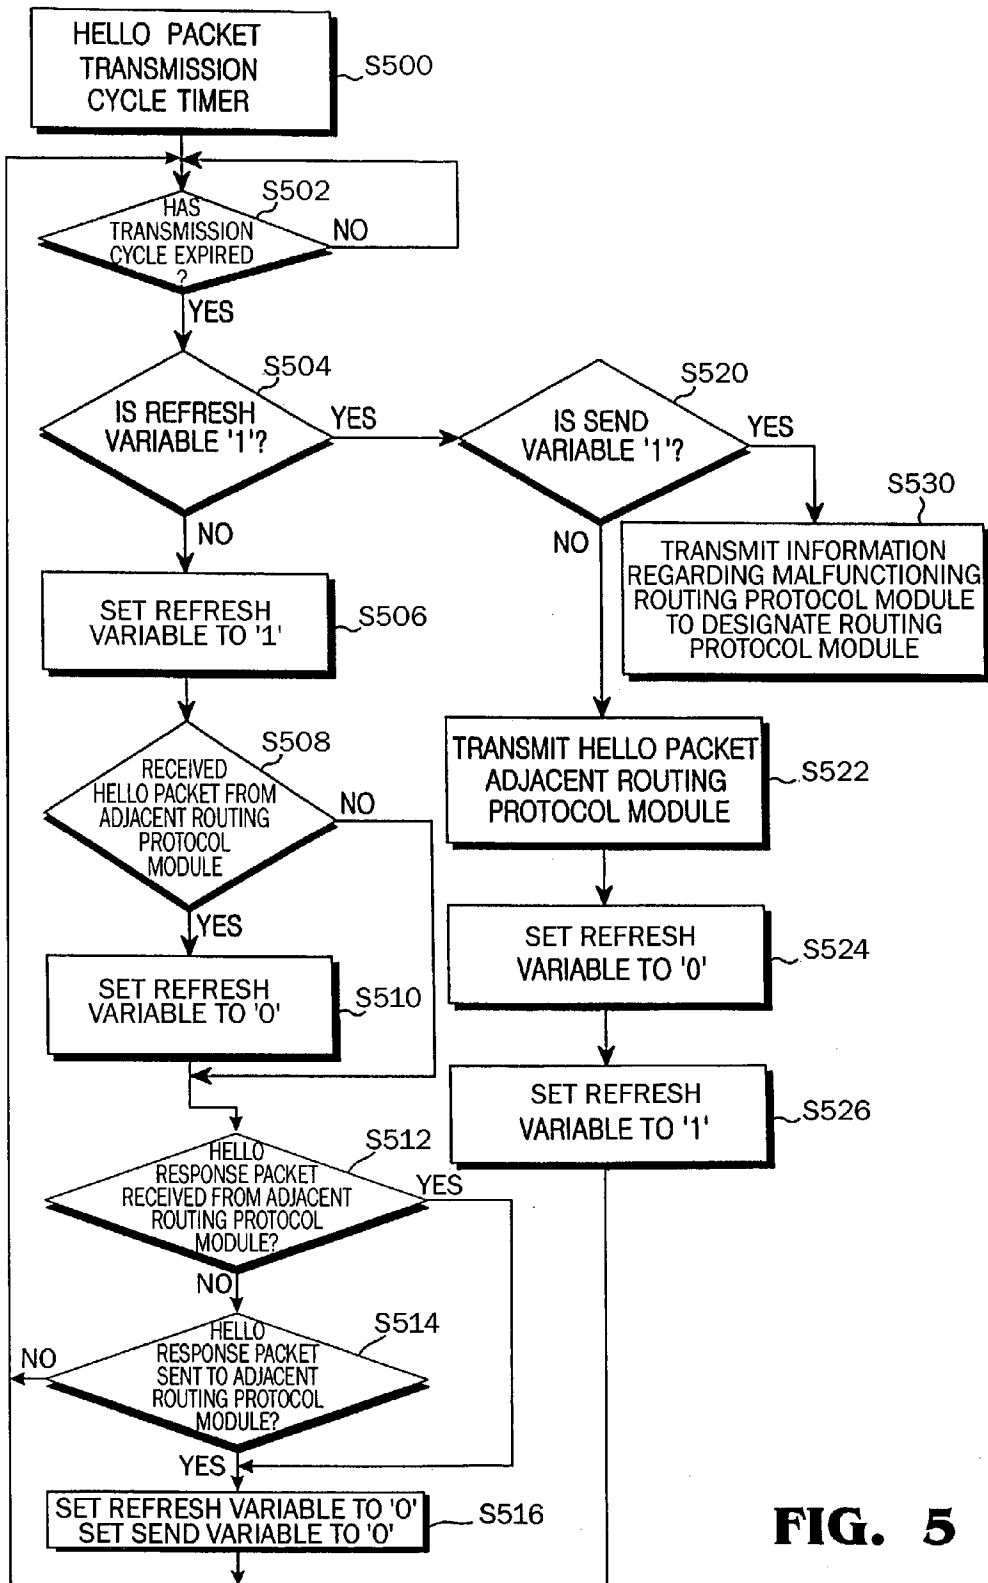 HELLO PACKET
TRANSMISSION
CYCLE TIMER
S500
S502
HAS
TRANSMISSION
CYCLE EXPIRED
?
NO
YES
S504
IS REFRESH
VARIABLE '1'?
YES
S520
IS SEND
VARIABLE '1'?
YES
S530
NO
NO
TRANSMIT INFORMATION
REGARDING MALFUNCTIONING
ROUTING PROTOCOL MODULE
TO DESIGNATE ROUTING
PROTOCOL MODULE
SET REFRESH
VARIABLE TO '1'
S506
S508
RECEIVED
HELLO PACKET FROM
ADJACENT ROUTING
PROTOCOL
MODULE
NO
YES
TRANSMIT HELLO PACKET
ADJACENT ROUTING
PROTOCOL MODULE
S522
SET REFRESH
VARIABLE TO '0'
S510
SET REFRESH
VARIABLE TO '0'
S524
SET REFRESH
VARIABLE TO '1'
S526
S512
HELLO
RESPONSE PACKET
RECEIVED FROM ADJACENT
ROUTING PROTOCOL
MODULE?
YES
NO
S514
HELLO
RESPONSE PACKET
SENT TO ADJACENT
ROUTING PROTOCOL
MODULE?
NO
YES
SET REFRESH VARIABLE TO '0'
SET SEND VARIABLE TO '0'
S516
FIG. 5